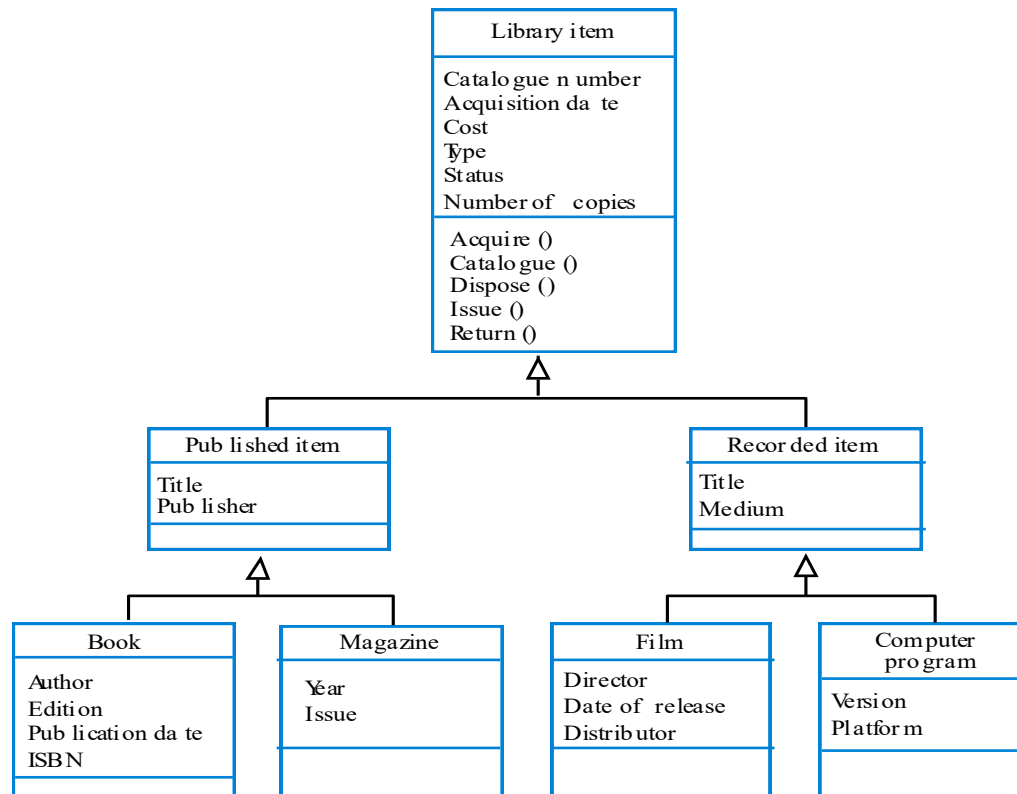 Library item
Catalogue number
Acquisition date
Cost
Type
Status
Number of copies
Acquire ()
Catalogue ()
Dispose ()
Issue ()
Return ()
Published item
Title
Publisher
Recorded item
Title
Medium
Book
Author
Edition
Publication date
ISBN
Magazine
Year
Issue
Film
Director
Date of release
Distributor
Computer
program
Version
Platform